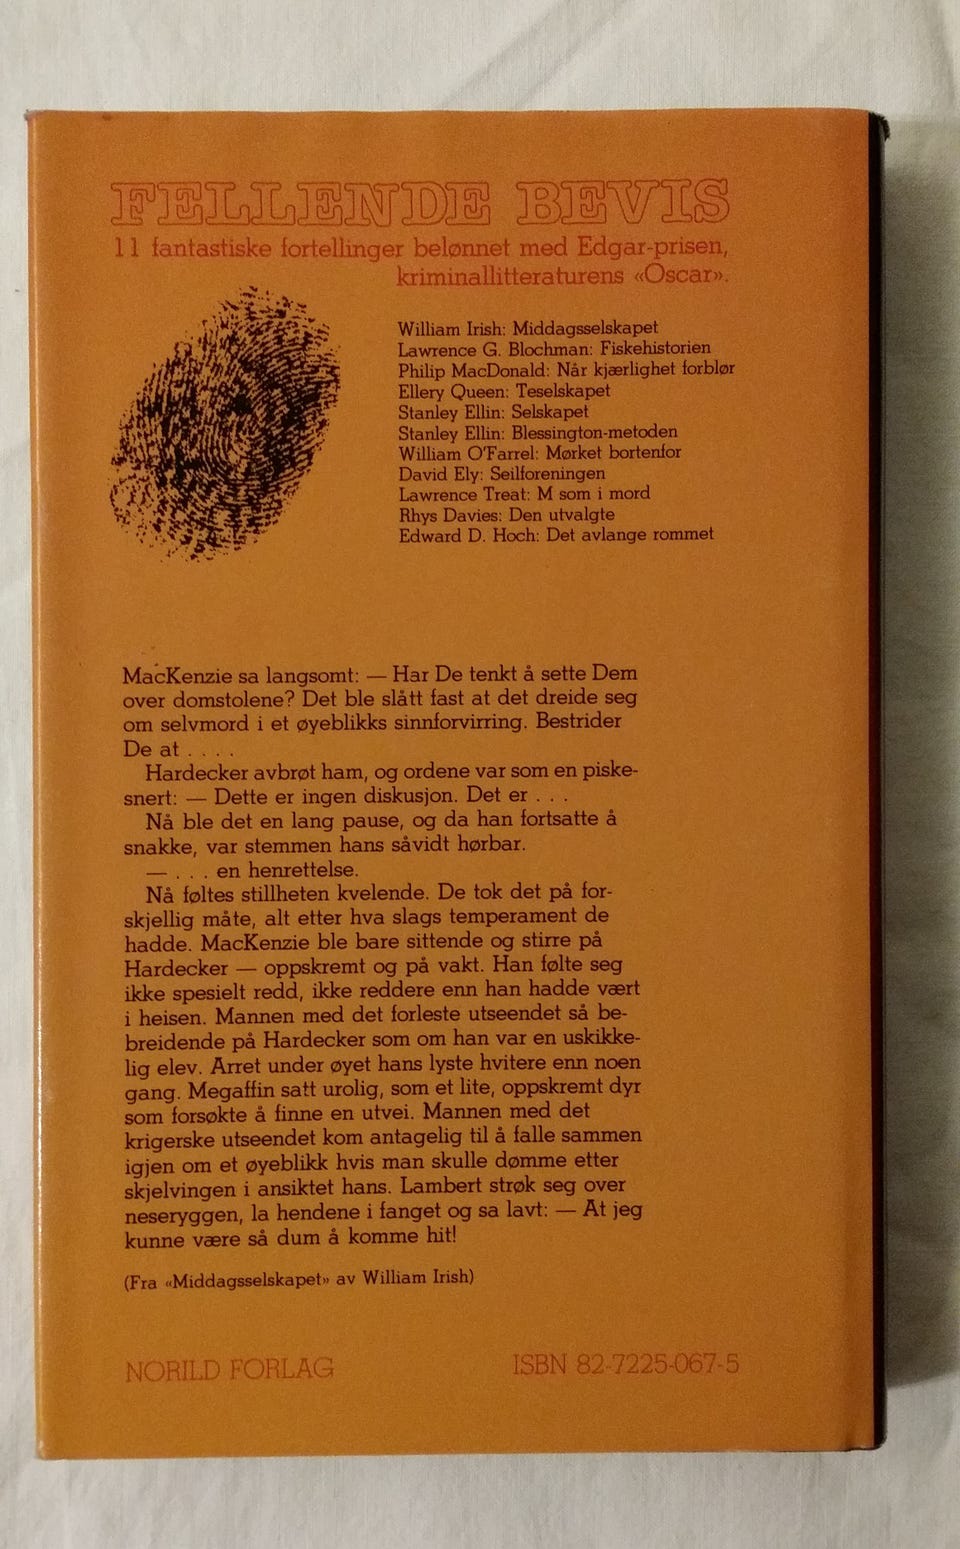 FELLENDE BEVIS
11 fantastiske fortellinger belønnet med Edgar-prisen,
kriminallitteraturens «Oscar».
William Irish: Middagsselskapet
Lawrence G. Blochman: Fiskehistorien
Philip MacDonald: Når kjærlighet forblør
Ellery Queen: Teselskapet
Stanley Ellin: Selskapet
Stanley Ellin: Blessington-metoden
William O'Farrel: Mørket bortenfor
David Ely: Seilforeningen
Lawrence Treat: M som i mord
Rhys Davies: Den utvalgte
Edward D. Hoch: Det avlange rommet
MacKenzie sa langsomt: — Har De tenkt å sette Dem
over domstolene? Det ble slått fast at det dreide seg
om selvmord i et øyeblikks sinnforvirring. Bestrider
De at . . . .
Hardecker avbrøt ham, og ordene var som en piske-
snert: — Dette er ingen diskusjon. Det er . . .
Nå ble det en lang pause, og da han fortsatte å
snakke, var stemmen hans såvidt hørbar.
— . . . en henrettelse.
Nå føltes stillheten kvelende. De tok det på for-
skjellig måte, alt etter hva slags temperament de
hadde. MacKenzie ble bare sittende og stirre på
Hardecker — oppskremt og på vakt. Han følte seg
ikke spesielt redd, ikke reddere enn han hadde vært
i heisen. Mannen med det forleste utseendet så be-
breidende på Hardecker som om han var en uskikke-
lig elev. Arret under øyet hans lyste hvitere enn noen
gang. Megaffin satt urolig, som et lite, oppskremt dyr
som forsøkte å finne en utvei. Mannen med det
krigerske utseendet kom antagelig til å falle sammen
igjen om et øyeblikk hvis man skulle dømme etter
skjelvingen i ansiktet hans. Lambert strøk seg over
neseryggen, la hendene i fanget og sa lavt: — At jeg
kunne være så dum å komme hit!
(Fra «Middagsselskapet» av William Irish)
NORILD FORLAG
ISBN 82-7225-067-5